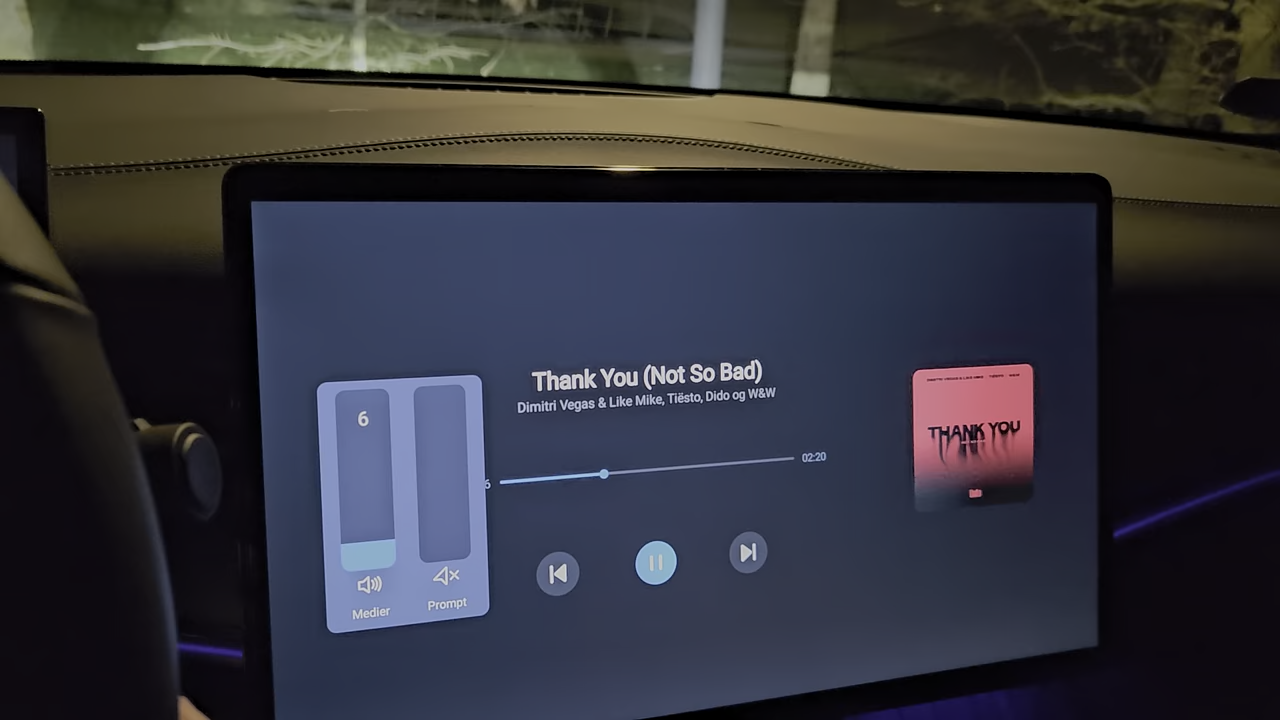 Thank You (Not So Bad)
Dimitri Vegas & Like Mike, Tiësto, Dido og W&W
6
6
02:20
Medier
Prompt
THANK YOU